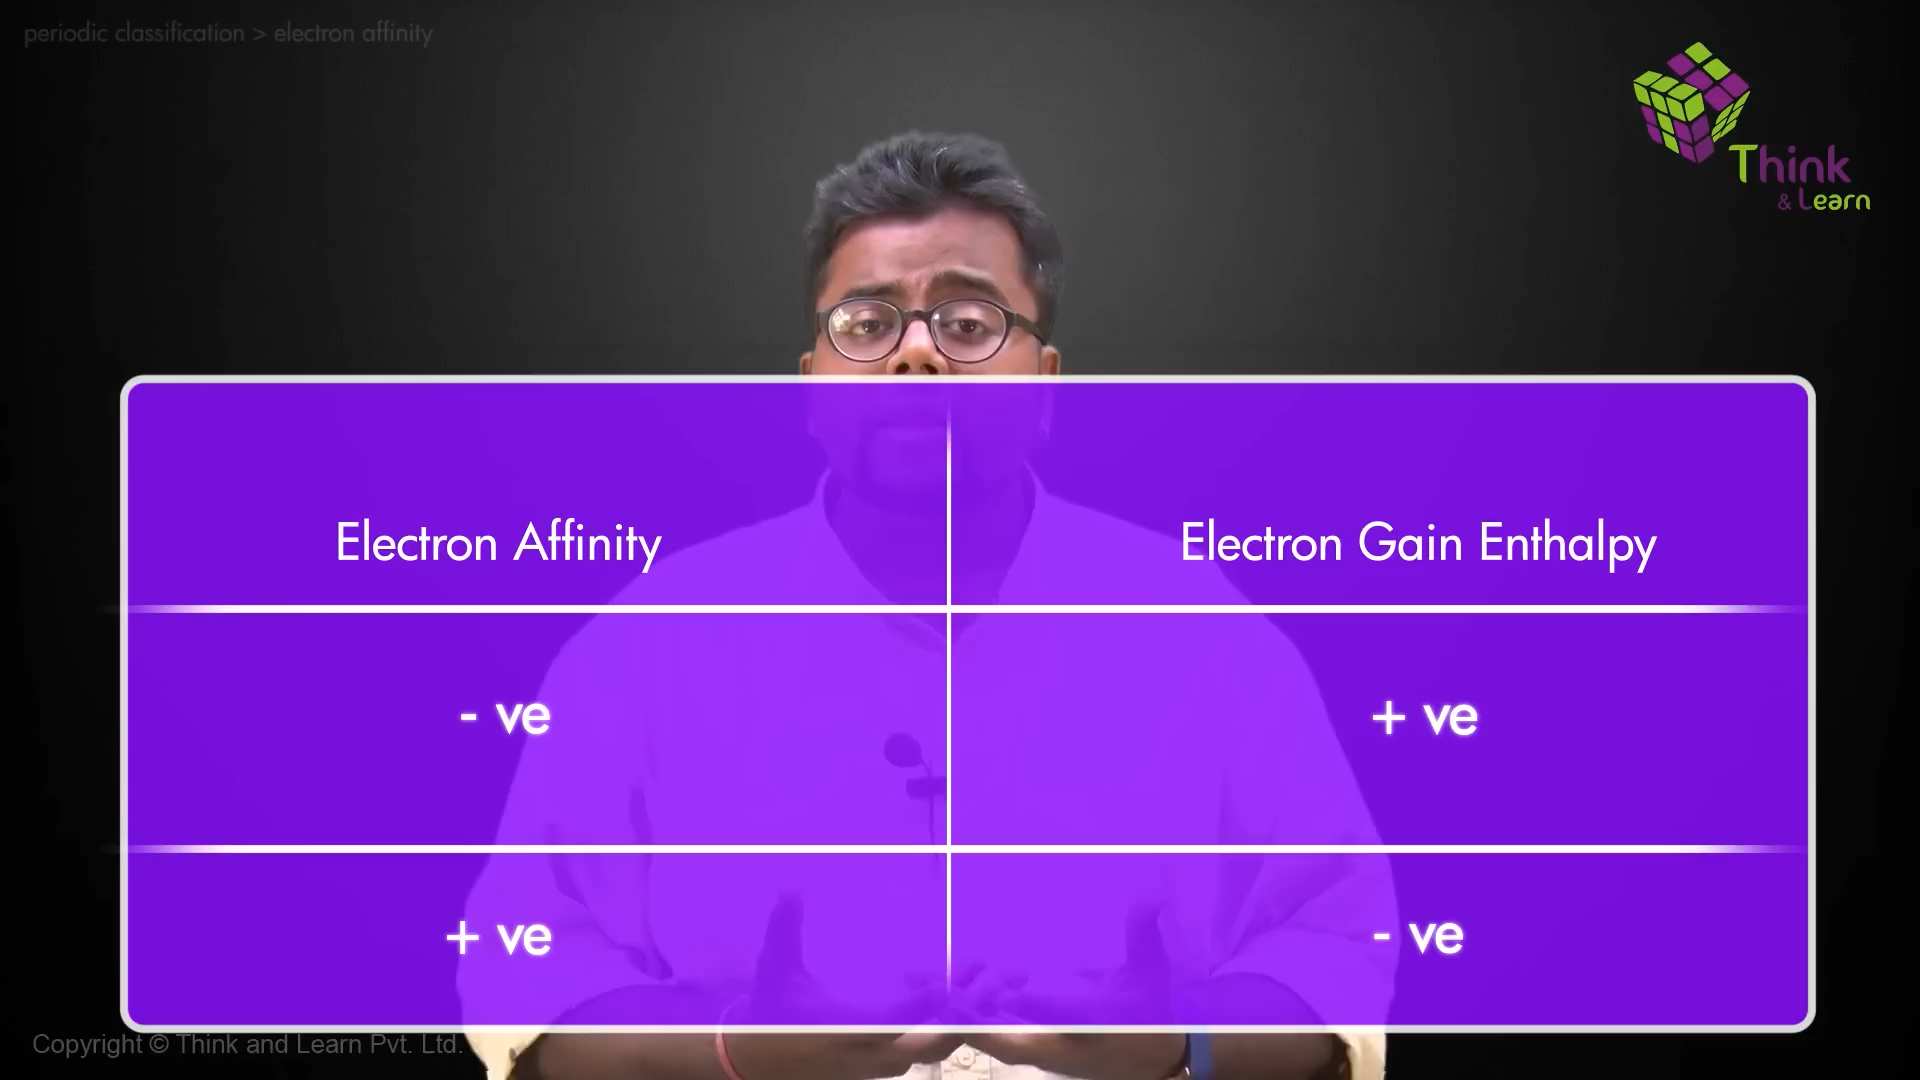 periodic classification > electron affinity
Think
& Learn
Electron Affinity
Electron Gain Enthalpy
- ve
+ ve
+ ve
- ve
Copyright © Think and Learn Pvt. Ltd.